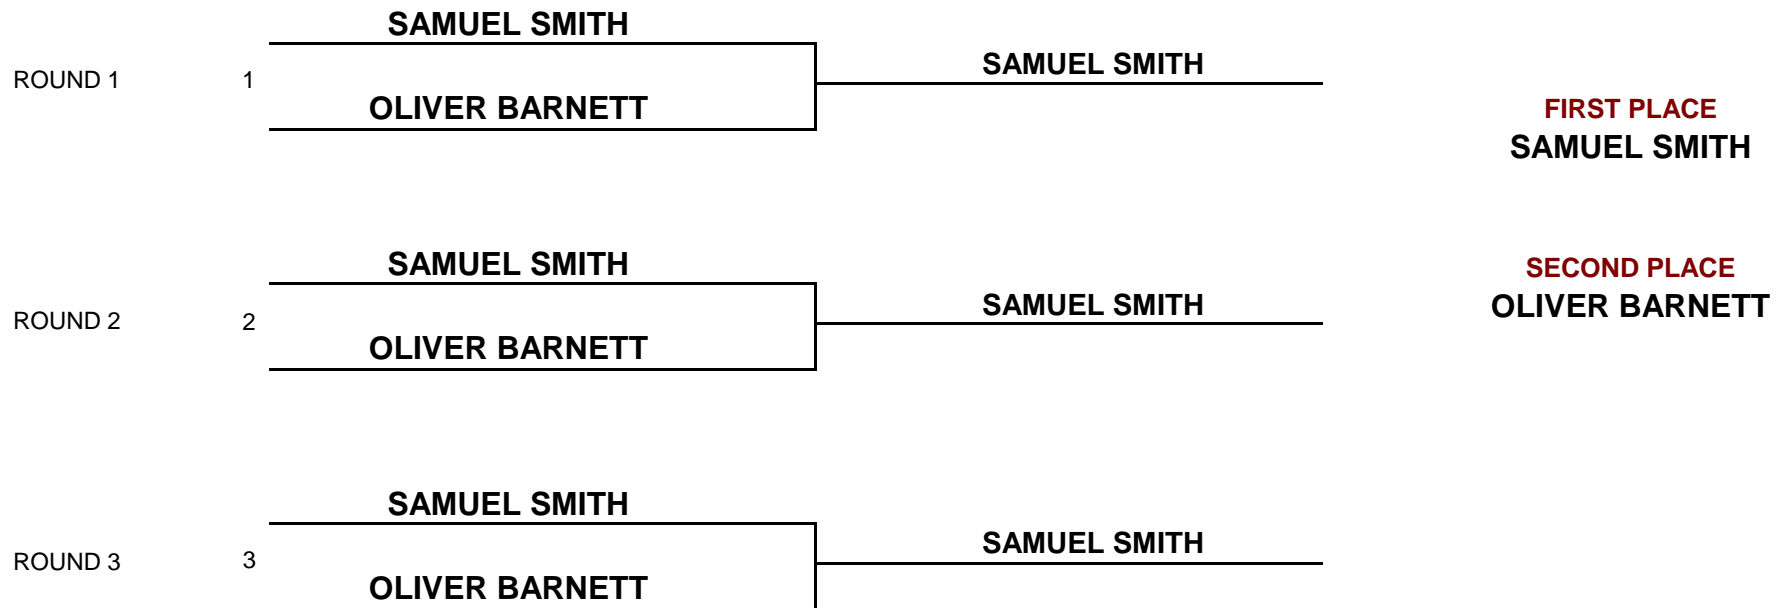 SAMUEL SMITH
ROUND 1
1
SAMUEL SMITH
OLIVER BARNETT
FIRST PLACE
SAMUEL SMITH
SAMUEL SMITH
ROUND 2
2
SAMUEL SMITH
OLIVER BARNETT
SECOND PLACE
OLIVER BARNETT
SAMUEL SMITH
ROUND 3
3
SAMUEL SMITH
OLIVER BARNETT